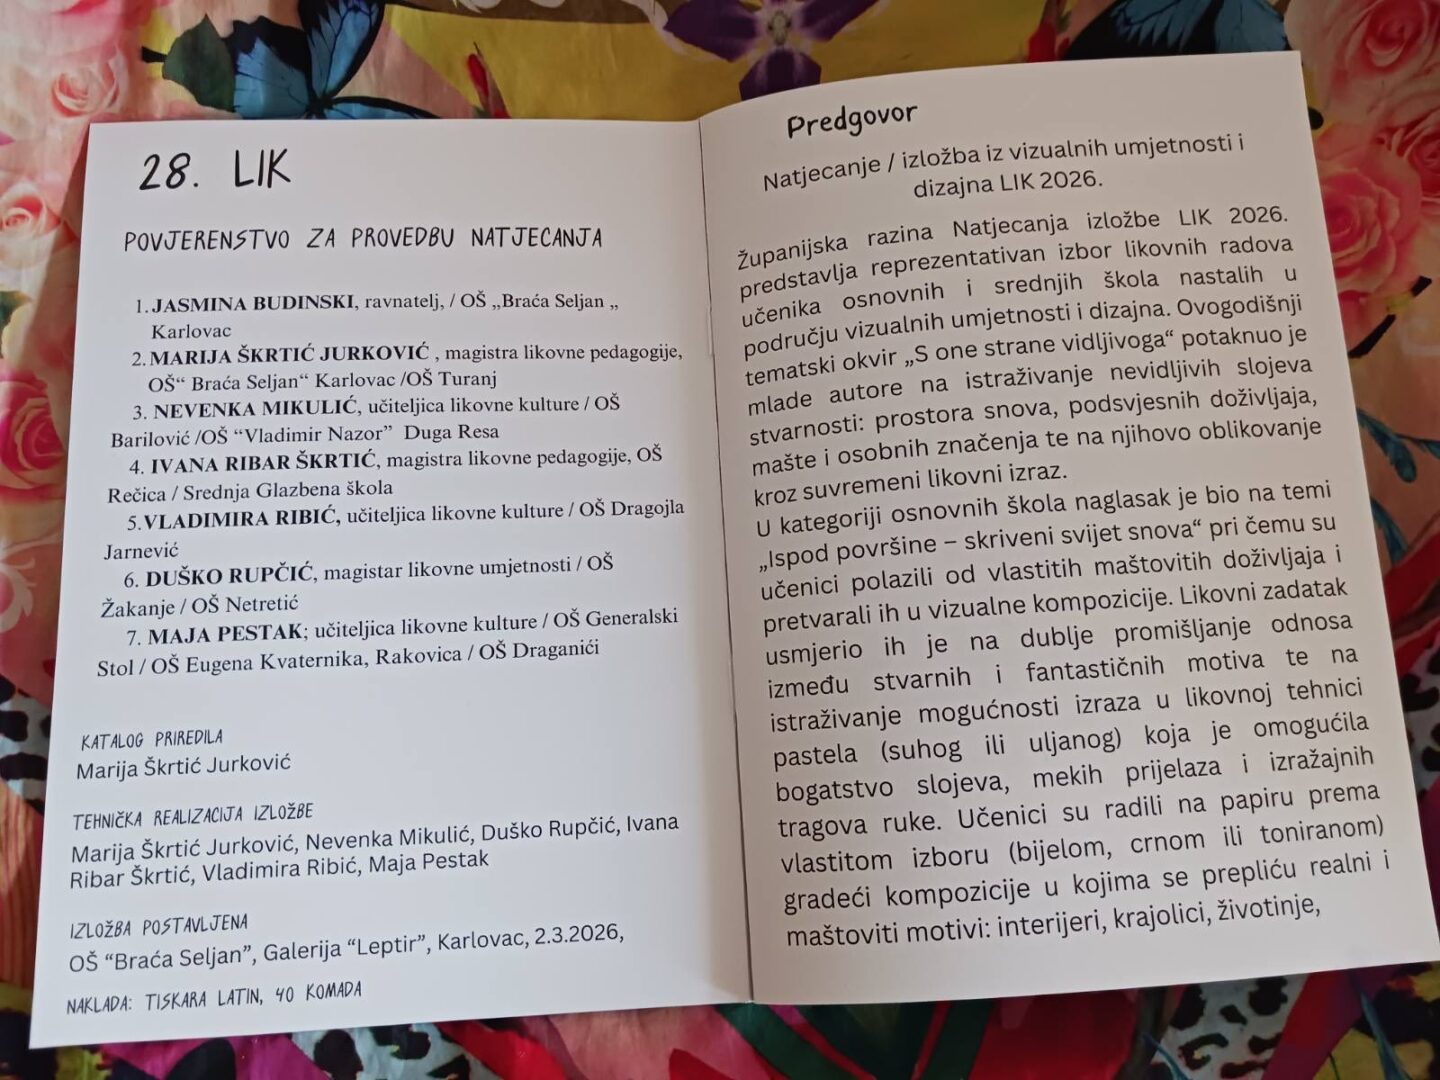 28. LIK
POVJERENSTVO ZA PROVEDBU NATJECANJA
1. JASMINA BUDINSKI, ravnatelj, / OŠ „Braća Seljan „
Karlovac
2. MARIJA ŠKRTIĆ JURKOVIĆ , magistra likovne pedagogije,
OŠ“ Braća Seljan“ Karlovac /OŠ Turanj
3. NEVENKA MIKULIĆ, učiteljica likovne kulture / OŠ
Barilović /OŠ “Vladimir Nazor” Duga Resa
4. IVANA RIBAR ŠKRTIĆ, magistra likovne pedagogije, OŠ
Rečica / Srednja Glazbena škola
5.VLADIMIRA RIBIĆ, učiteljica likovne kulture / OŠ Dragojla
Jarnević
6. DUŠKO RUPČIĆ, magistar likovne umjetnosti / OŠ
Žakanje / OŠ Netretić
7. MAJA PESTAK; učiteljica likovne kulture / OŠ Generalski
Stol / OŠ Eugena Kvaternika, Rakovica / OŠ Draganići
KATALOG PRIREDILA
Marija Škrtić Jurković
TEHNIČKA REALIZACIJA IZLOŽBE
Marija Škrtić Jurković, Nevenka Mikulić, Duško Rupčić, Ivana
Ribar Škrtić, Vladimira Ribić, Maja Pestak
IZLOŽBA POSTAVLJENA
OŠ “Braća Seljan”, Galerija “Leptir”, Karlovac, 2.3.2026,
NAKLADA: TISKARA LATIN, 40 KOMADA
Predgovor
Natjecanje / izložba iz vizualnih umjetnosti i
dizajna LIK 2026.
Županijska razina Natjecanja izložbe LIK 2026.
predstavlja reprezentativan izbor likovnih radova
učenika osnovnih i srednjih škola nastalih u
području vizualnih umjetnosti i dizajna. Ovogodišnji
tematski okvir „S one strane vidljivoga“ potaknuo je
mlade autore na istraživanje nevidljivih slojeva
stvarnosti: prostora snova, podsvjesnih doživljaja,
mašte i osobnih značenja te na njihovo oblikovanje
kroz suvremeni likovni izraz.
U kategoriji osnovnih škola naglasak je bio na temi
„Ispod površine – skriveni svijet snova“ pri čemu su
učenici polazili od vlastitih maštovitih doživljaja i
pretvarali ih u vizualne kompozicije. Likovni zadatak
usmjerio ih je na dublje promišljanje odnosa
između stvarnih i fantastičnih motiva te na
istraživanje mogućnosti izraza u likovnoj tehnici
pastela (suhog ili uljanog) koja je omogućila
bogatstvo slojeva, mekih prijelaza i izražajnih
tragova ruke. Učenici su radili na papiru prema
vlastitom izboru (bijelom, crnom ili toniranom)
gradeći kompozicije u kojima se prepliću realni i
maštoviti motivi: interijeri, krajolici, životinje,